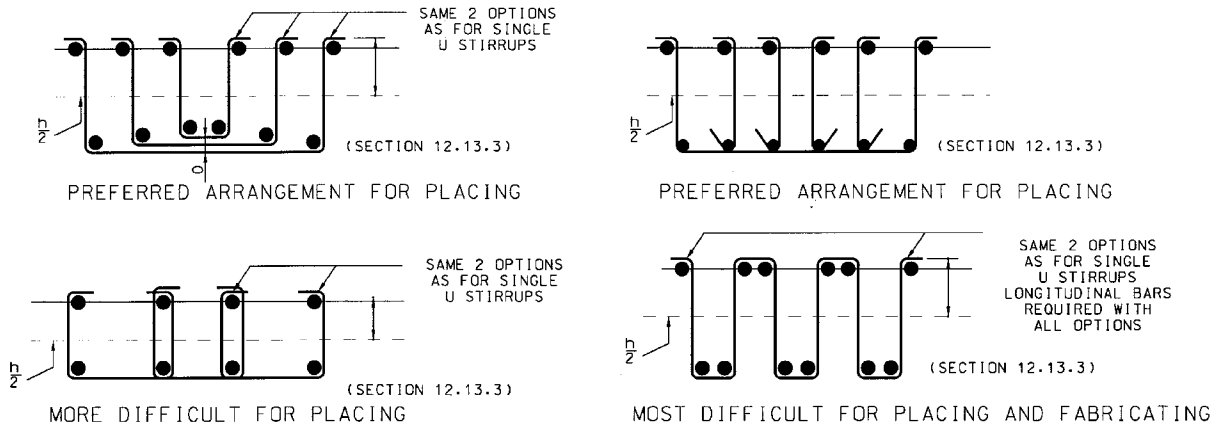 SAME 2 OPTIONS
AS FOR SINGLE
U STIRRUPS
h
2
(SECTION 12.13.3)
PREFERRED ARRANGEMENT FOR PLACING
h
2
(SECTION 12.13.3)
PREFERRED ARRANGEMENT FOR PLACING
SAME 2 OPTIONS
AS FOR SINGLE
U STIRRUPS
h
2
(SECTION 12.13.3)
MORE DIFFICULT FOR PLACING
SAME 2 OPTIONS
AS FOR SINGLE
U STIRRUPS
LONGITUDINAL BARS
REQUIRED WITH
ALL OPTIONS
h
2
(SECTION 12.13.3)
MOST DIFFICULT FOR PLACING AND FABRICATING